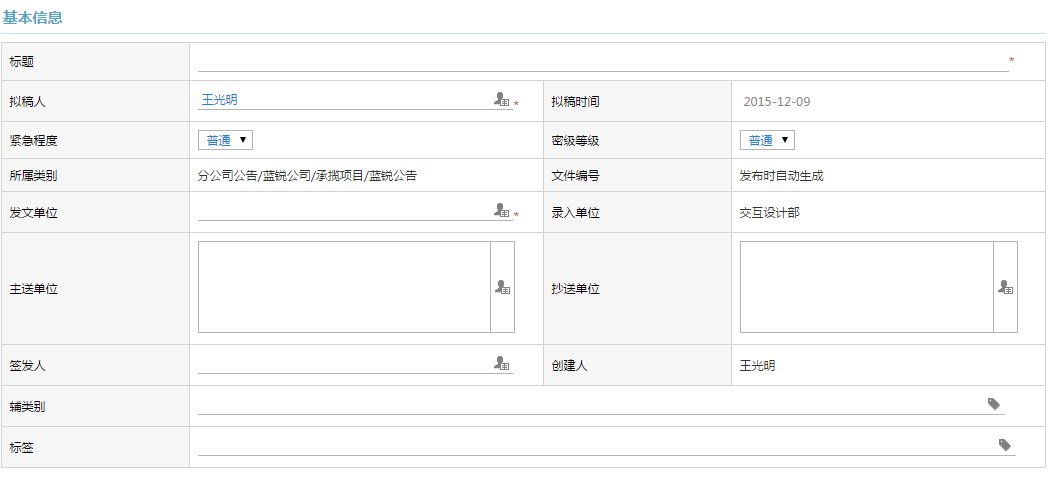 基本信息
标题 *
拟稿人 王光明 * 拟稿时间 2015-12-09
紧急程度 普通 密级等级 普通
所属类别 分公司公告/蓝锐公司/承揽项目/蓝锐公告 文件编号 发布时自动生成
发文单位 * 录入单位 交互设计部
主送单位 抄送单位
签发人 创建人 王光明
辅类别
标签